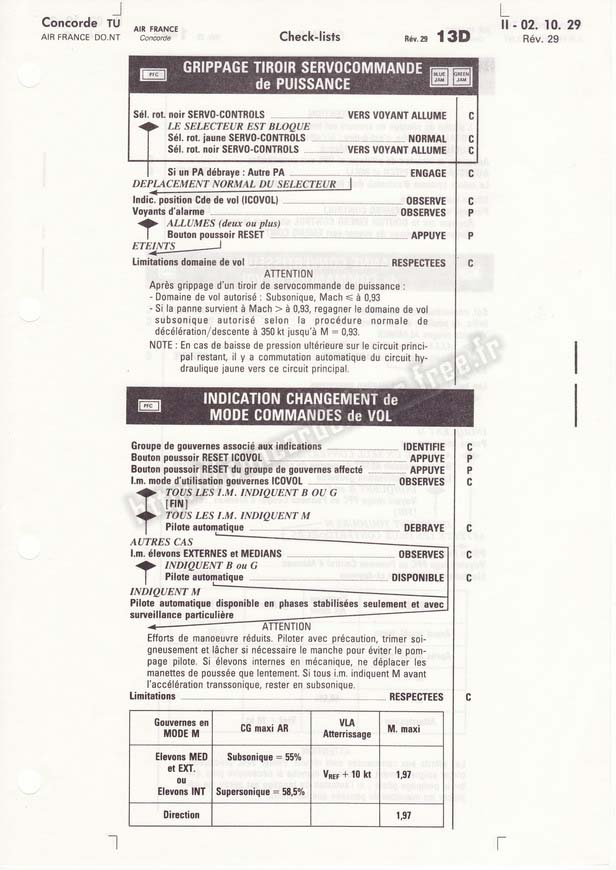 Concorde TU
AIR FRANCE DO.NT
AIR FRANCE
Concorde
Check-lists
Rév. 29 13D
II - 02. 10. 29
Rév. 29
PFC
GRIPPAGE TIROIR SERVOCOMMANDE
de PUISSANCE
BLUE JAM
GREEN JAM
Sél. rot. noir SERVO-CONTROLS VERS VOYANT ALLUME C
LE SELECTEUR EST BLOQUE
Sél. rot. jaune SERVO-CONTROLS NORMAL C
Sél. rot. noir SERVO-CONTROLS VERS VOYANT ALLUME C
Si un PA débraye : Autre PA ENGAGE C
DEPLACEMENT NORMAL DU SELECTEUR
Indic. position Cde de vol (ICOVOL) OBSERVE C
Voyants d'alarme OBSERVES P
ALLUMES (deux ou plus)
Bouton poussoir RESET APPUYE P
ETEINTS
Limitations domaine de vol RESPECTEES C
ATTENTION
Après grippage d'un tiroir de servocommande de puissance :
- Domaine de vol autorisé : Subsonique, Mach ⩽ à 0,93
- Si la panne survient à Mach > à 0,93, regagner le domaine de vol
subsonique autorisé selon la procédure normale de
décélération/descente à 350 kt jusqu'à M = 0,93.
NOTE : En cas de baisse de pression ultérieure sur le circuit princi-
pal restant, il y a commutation automatique du circuit hy-
draulique jaune vers ce circuit principal.
PFC
INDICATION CHANGEMENT de
MODE COMMANDES de VOL
Groupe de gouvernes associé aux indications IDENTIFIE C
Bouton poussoir RESET ICOVOL APPUYE P
Bouton poussoir RESET du groupe de gouvernes affecté APPUYE P
I.m. mode d'utilisation gouvernes ICOVOL OBSERVES C
TOUS LES I.M. INDIQUENT B OU G
[FIN]
TOUS LES I.M. INDIQUENT M
Pilote automatique DEBRAYE C
AUTRES CAS
I.m. élevons EXTERNES et MEDIANS OBSERVES C
INDIQUENT B ou G
Pilote automatique DISPONIBLE C
INDIQUENT M
Pilote automatique disponible en phases stabilisées seulement et avec
surveillance particulière
ATTENTION
Efforts de manoeuvre réduits. Piloter avec précaution, trimer soi-
gneusement et lâcher si nécessaire le manche pour éviter le pom-
page pilote. Si élevons internes en mécanique, ne déplacer les
manettes de poussée que lentement. Si tous i.m. indiquent M avant
l'accélération transsonique, rester en subsonique.
Limitations RESPECTEES C
Gouvernes en MODE M CG maxi AR VLA Atterrissage M. maxi
Elevons MED Subsonique = 55%
et EXT.
ou VREF + 10 kt 1,97
Elevons INT Supersonique = 58,5%
Direction 1,97